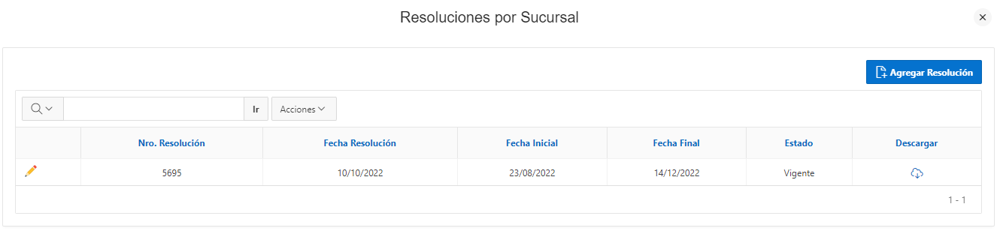 Resoluciones por Sucursal
Agregar Resolución
Ir Acciones
Nro. Resolución Fecha Resolución Fecha Inicial Fecha Final Estado Descargar
5695 10/10/2022 23/08/2022 14/12/2022 Vigente
1 - 1